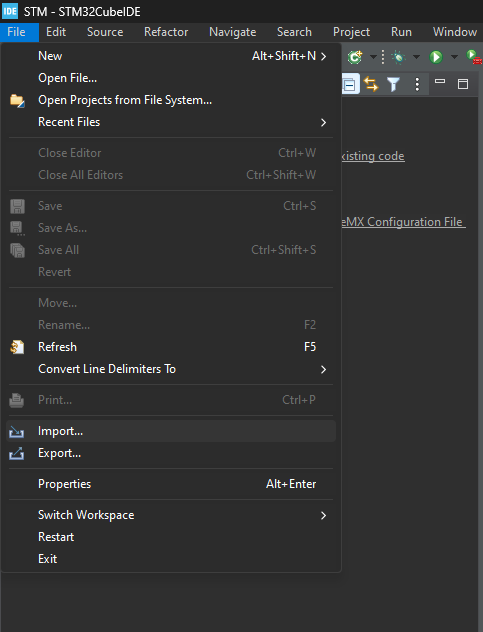 IDE STM - STM32CubeIDE
File Edit Source Refactor Navigate Search Project Run Window
New Alt+Shift+N
Open File...
Open Projects from File System...
Recent Files
Close Editor Ctrl+W
xisting code
Close All Editors Ctrl+Shift+W
Save Ctrl+S
eMX Configuration File
Save As...
Save All Ctrl+Shift+S
Revert
Move...
Rename... F2
Refresh F5
Convert Line Delimiters To
Print... Ctrl+P
Import...
Export...
Properties Alt+Enter
Switch Workspace
Restart
Exit